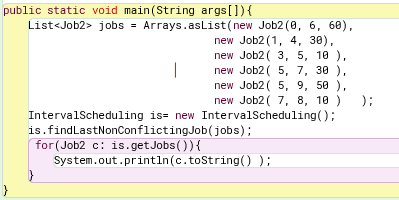 public static void main(String args[]){
List<Job2> jobs = Arrays.asList(new Job2(0, 6, 60),
new Job2(1, 4, 30),
new Job2( 3, 5, 10 ),
new Job2( 5, 7, 30 ),
new Job2( 5, 9, 50 ),
new Job2( 7, 8, 10 )   );
IntervalScheduling is= new IntervalScheduling();
is.findLastNonConflictingJob(jobs);
for(Job2 c: is.getJobs()){
System.out.println(c.toString() );
}
}